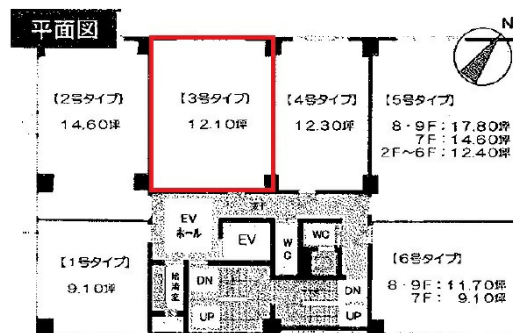 平面図
N
【2号タイプ】
14.60坪
【3号タイプ】
12.10坪
【4号タイプ】
12.30坪
【5号タイプ】
8・9F:17.80坪
7F:14.60坪
2F~6F:12.40坪
EV
ホール
EV
WC
WC
【1号タイプ】
9.10坪
給湯室
DN
UP
DN
UP
【6号タイプ】
8・9F:11.70坪
7F: 9.10坪